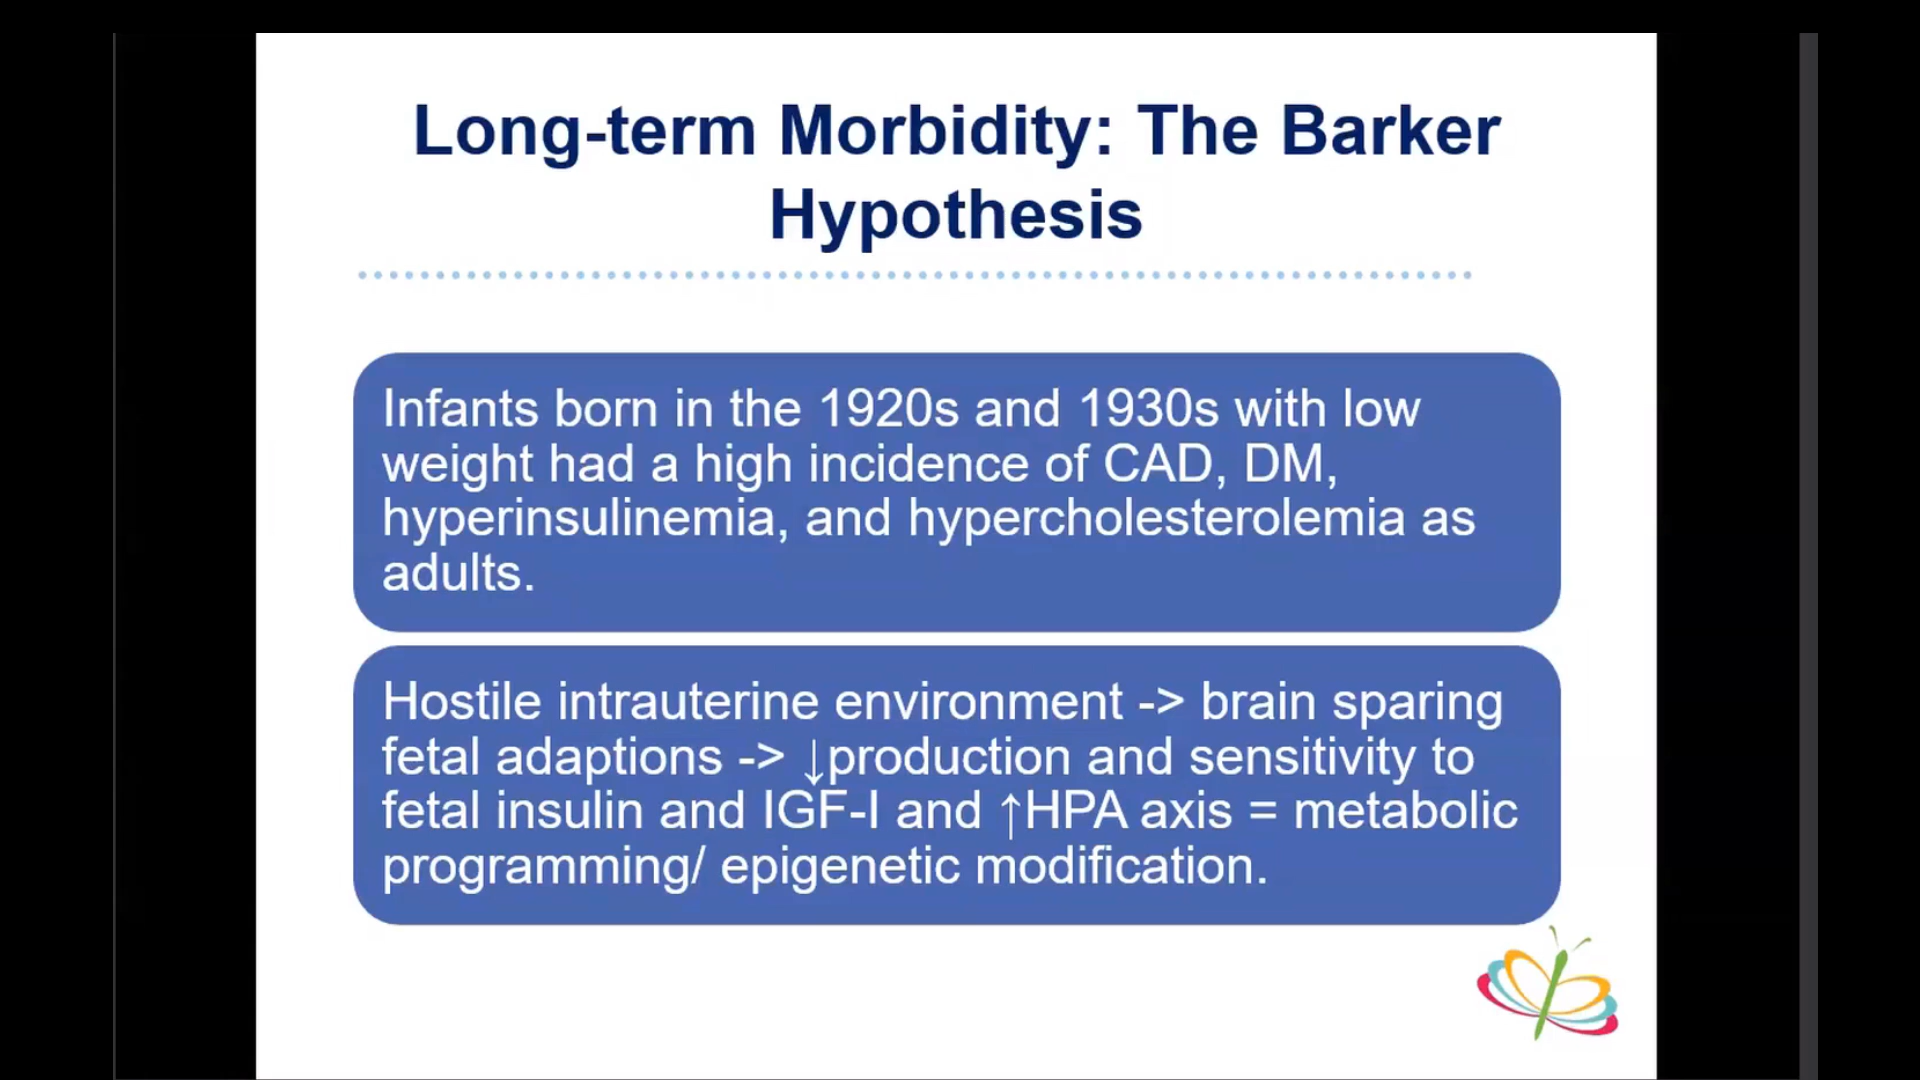 Long-term Morbidity: The Barker
Hypothesis
Infants born in the 1920s and 1930s with low
weight had a high incidence of CAD, DM,
hyperinsulinemia, and hypercholesterolemia as
adults.
Hostile intrauterine environment -> brain sparing
fetal adaptions -> ↓production and sensitivity to
fetal insulin and IGF-I and ↑HPA axis = metabolic
programming/ epigenetic modification.